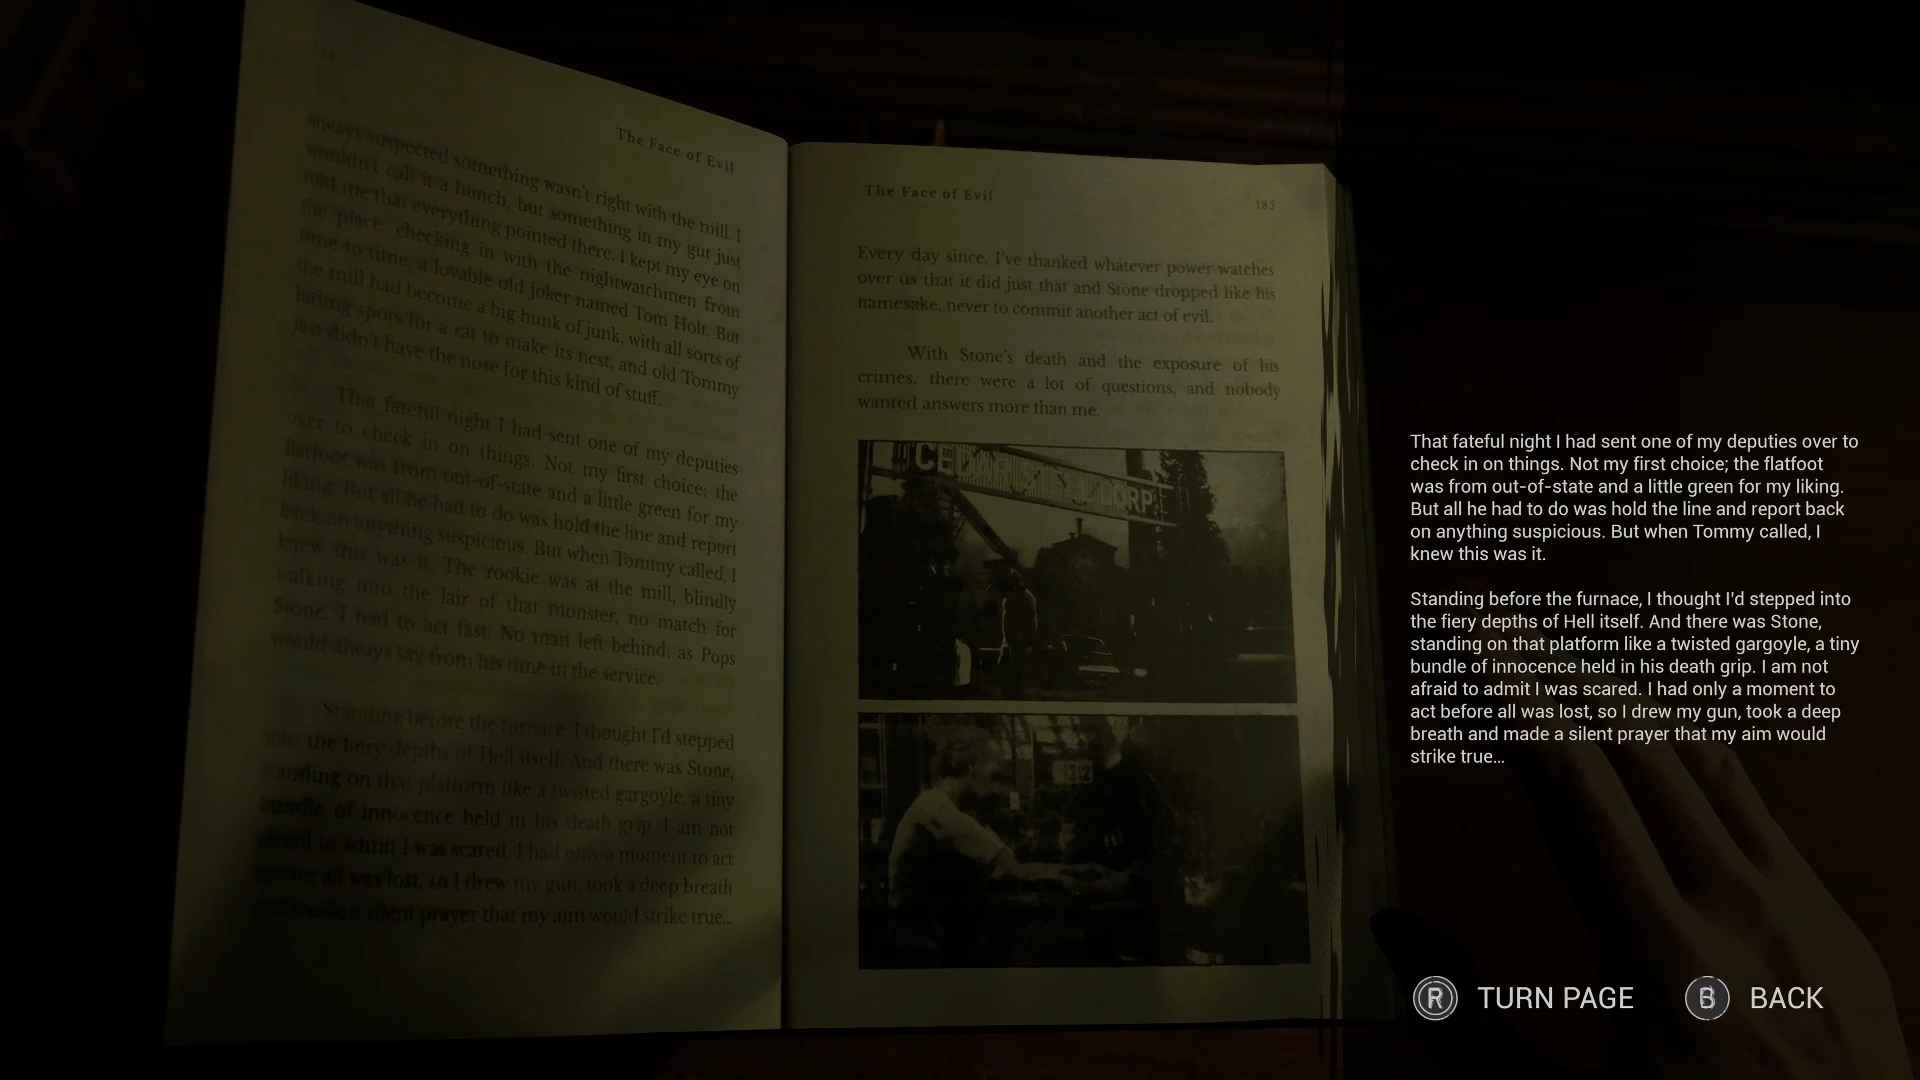 184
The Face of Evil
always suspected something wasn't right with the mill. I
wouldn't call it a hunch, but something in my gut just
told me that everything pointed there. I kept my eye on
the place, checking in with the nightwatchmen from
time to time, a lovable old joker named Tom Holt. But
the mill had become a big hunk of junk, with all sorts of
hiding spots for a rat to make its nest, and old Tommy
just didn't have the nose for this kind of stuff.
That fateful night I had sent one of my deputies
over to check in on things. Not my first choice; the
flatfoot was from out-of-state and a little green for my
liking. But all he had to do was hold the line and report
back on anything suspicious. But when Tommy called, I
knew this was it. The rookie was at the mill, blindly
walking into the lair of that monster, no match for
Stone. I had to act fast. No man left behind, as Pops
would always say from his time in the service.
Standing before the furnace, I thought I'd stepped
into the fiery depths of Hell itself. And there was Stone,
standing on that platform like a twisted gargoyle, a tiny
bundle of innocence held in his death grip. I am not
afraid to admit I was scared. I had only a moment to act
before all was lost, so I drew my gun, took a deep breath
and made a silent prayer that my aim would strike true...
The Face of Evil
185
Every day since, I've thanked whatever power watches
over us that it did just that and Stone dropped like his
namesake, never to commit another act of evil.
With Stone's death and the exposure of his
crimes, there were a lot of questions, and nobody
wanted answers more than me.
CORP
That fateful night I had sent one of my deputies over to
check in on things. Not my first choice; the flatfoot
was from out-of-state and a little green for my liking.
But all he had to do was hold the line and report back
on anything suspicious. But when Tommy called, I
knew this was it.
Standing before the furnace, I thought I'd stepped into
the fiery depths of Hell itself. And there was Stone,
standing on that platform like a twisted gargoyle, a tiny
bundle of innocence held in his death grip. I am not
afraid to admit I was scared. I had only a moment to
act before all was lost, so I drew my gun, took a deep
breath and made a silent prayer that my aim would
strike true...
R TURN PAGE B BACK